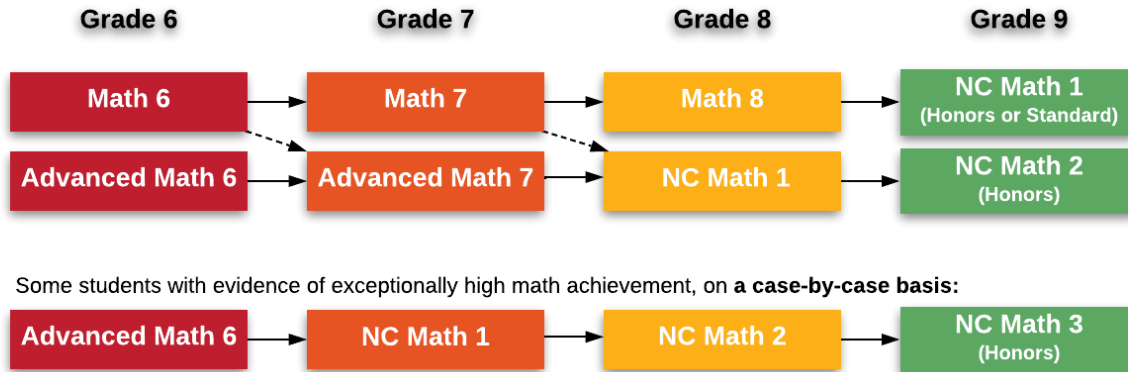 Grade 6 Grade 7 Grade 8 Grade 9
Math 6 Math 7 Math 8 NC Math 1
(Honors or Standard)
Advanced Math 6 Advanced Math 7 NC Math 1 NC Math 2
(Honors)
Some students with evidence of exceptionally high math achievement, on a case-by-case basis:
Advanced Math 6 NC Math 1 NC Math 2 NC Math 3
(Honors)